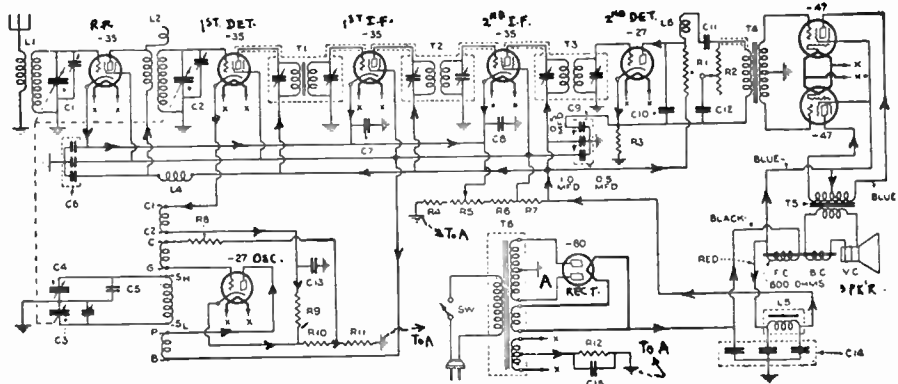 R.F. 1ST. DET. 1ST I.F. 2ND I.F. 2ND DET.
-35 -35 -35 -35 -27 -47
L1 L2 T1 T2 T3 L6 C11 T4
C1 C2 C7 C8 C9 C10 R1 R2 C12
R3
-47
C6 L4
1.0 MFD
0.5 MFD
BLUE
BLUE
T5
C1 R8
C2
C
R4 R5 R6 R7
TO A
BLACK
RED
T6
-80
RECT.
A
F.C.
800 OHMS
B.C.
V.C.
SPK'R
C4 C5 C3
SH
SL
G
P
B
-27 OSC.
X X
C13
R9
R10
R11
TO A
SW
X
X
R12
C15
TO A
L5
C14